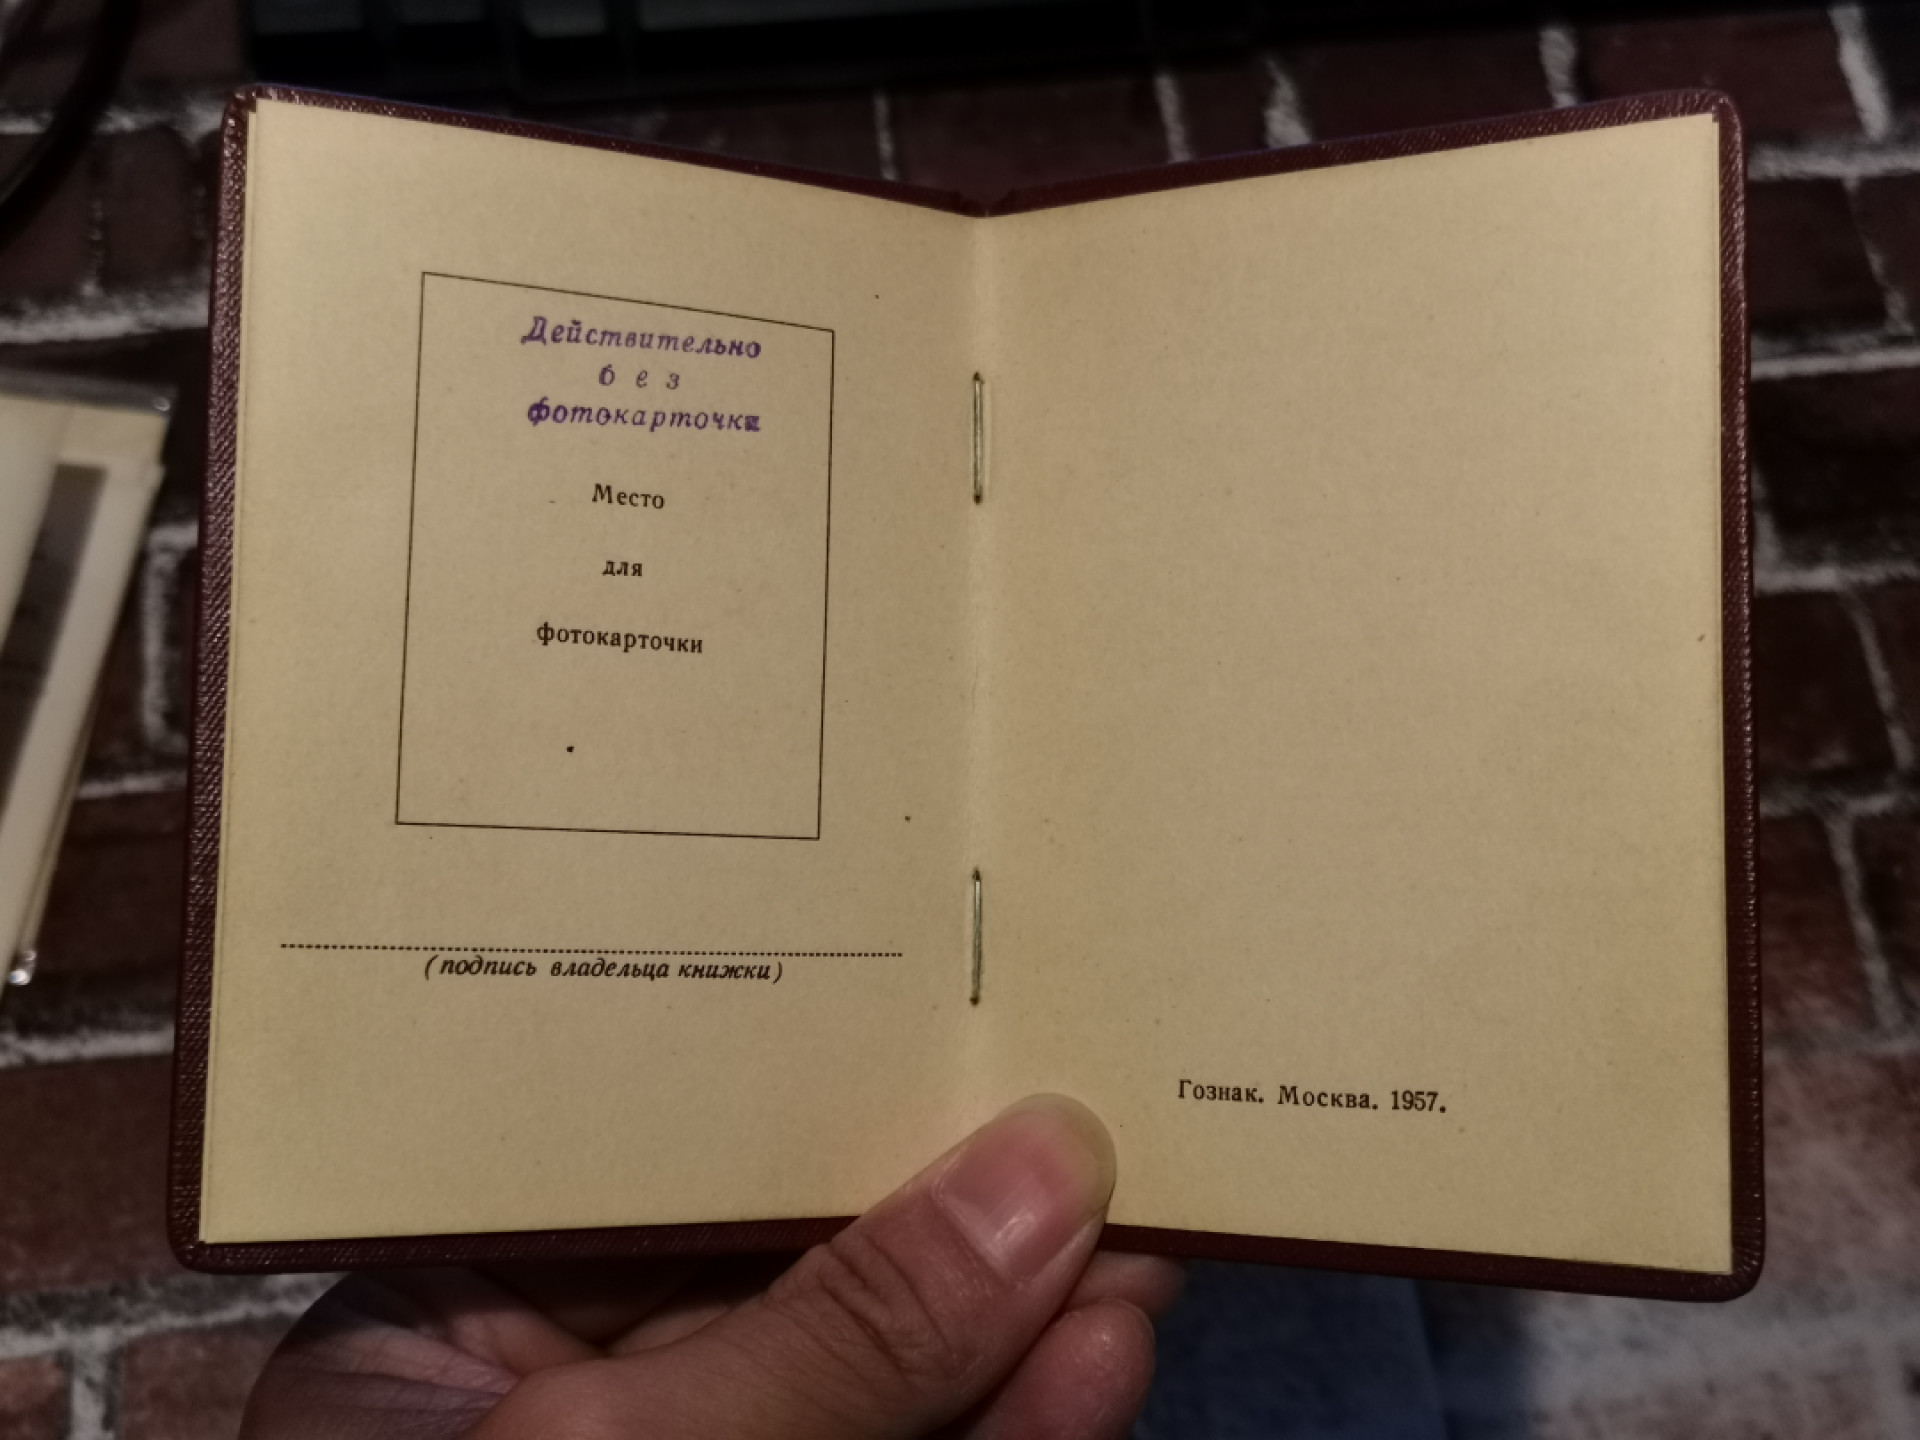 Действительно
без
фотокарточки
Место
для
фотокарточки
(подпись владельца книжки)
Гознак. Москва. 1957.